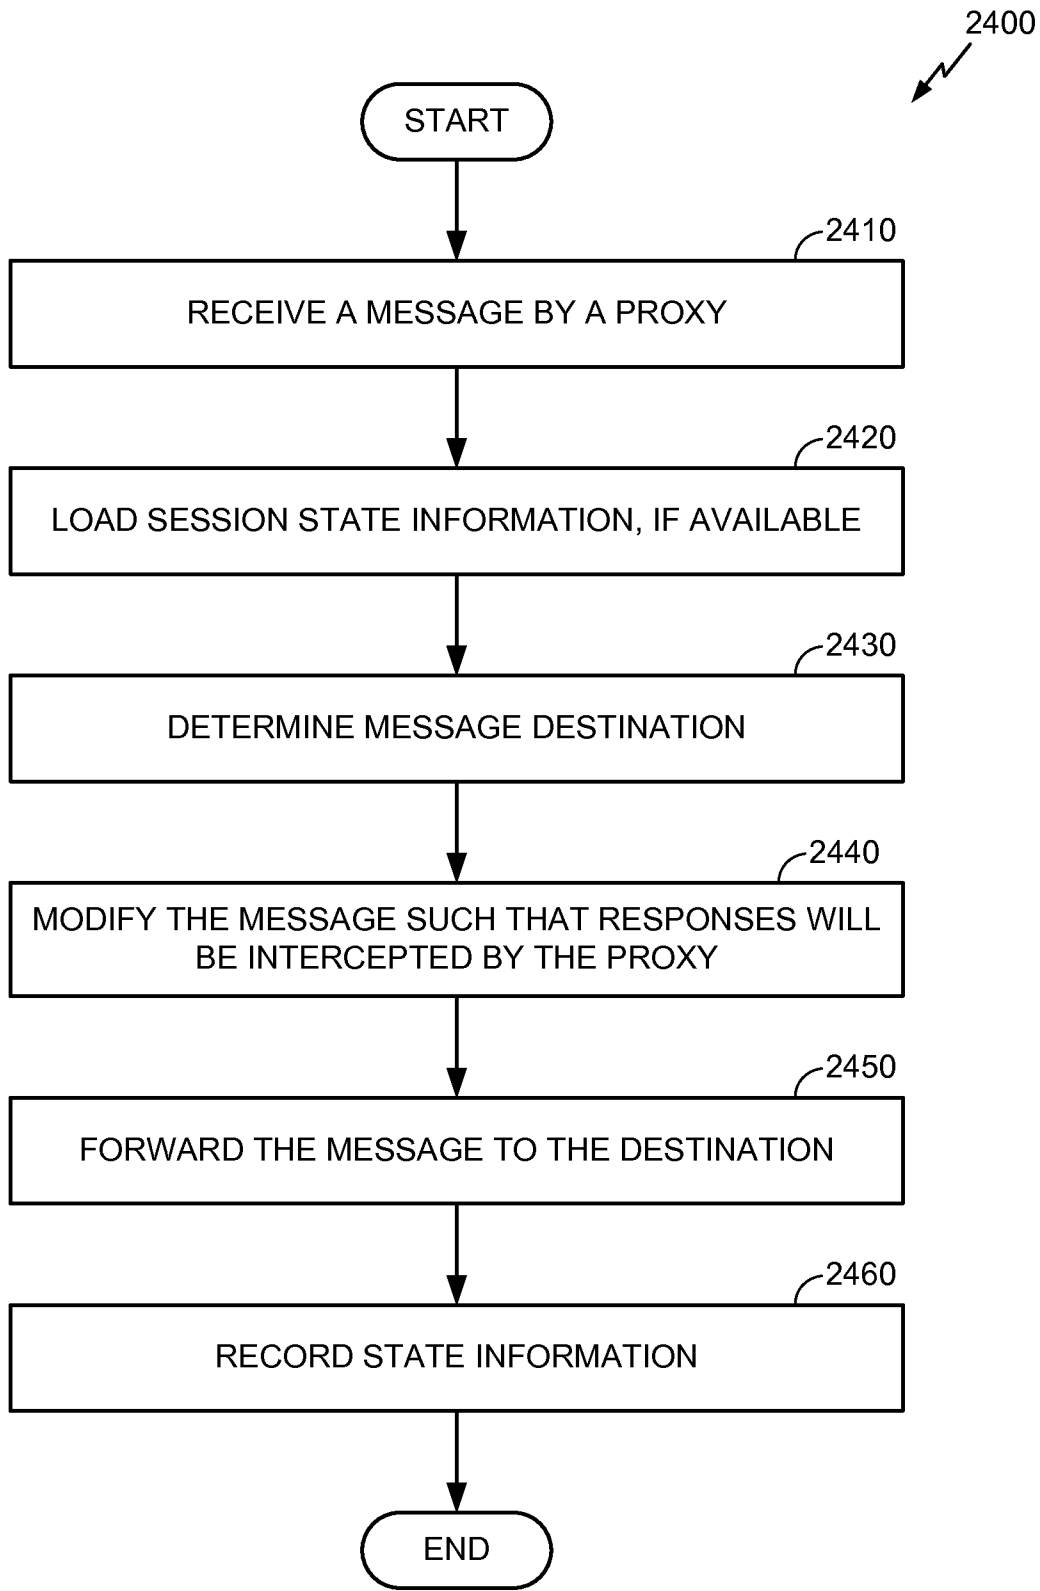 2400
START
2410
RECEIVE A MESSAGE BY A PROXY
2420
LOAD SESSION STATE INFORMATION, IF AVAILABLE
2430
DETERMINE MESSAGE DESTINATION
2440
MODIFY THE MESSAGE SUCH THAT RESPONSES WILL
BE INTERCEPTED BY THE PROXY
2450
FORWARD THE MESSAGE TO THE DESTINATION
2460
RECORD STATE INFORMATION
END